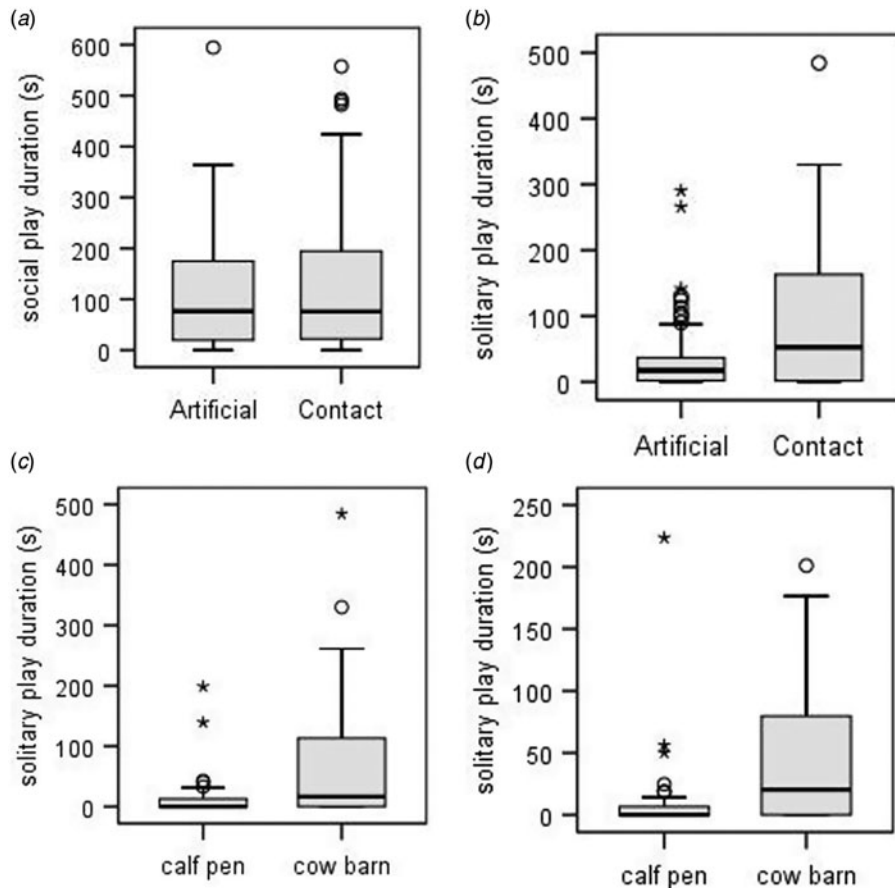 (a)
social play duration (s)
600
500
400
300
200
100
0
Artificial Contact
(b)
solitary play duration (s)
500
400
300
200
100
0
Artificial Contact
(c)
solitary play duration (s)
500
400
300
200
100
0
calf pen cow barn
(d)
solitary play duration (s)
250
200
150
100
50
0
calf pen cow barn